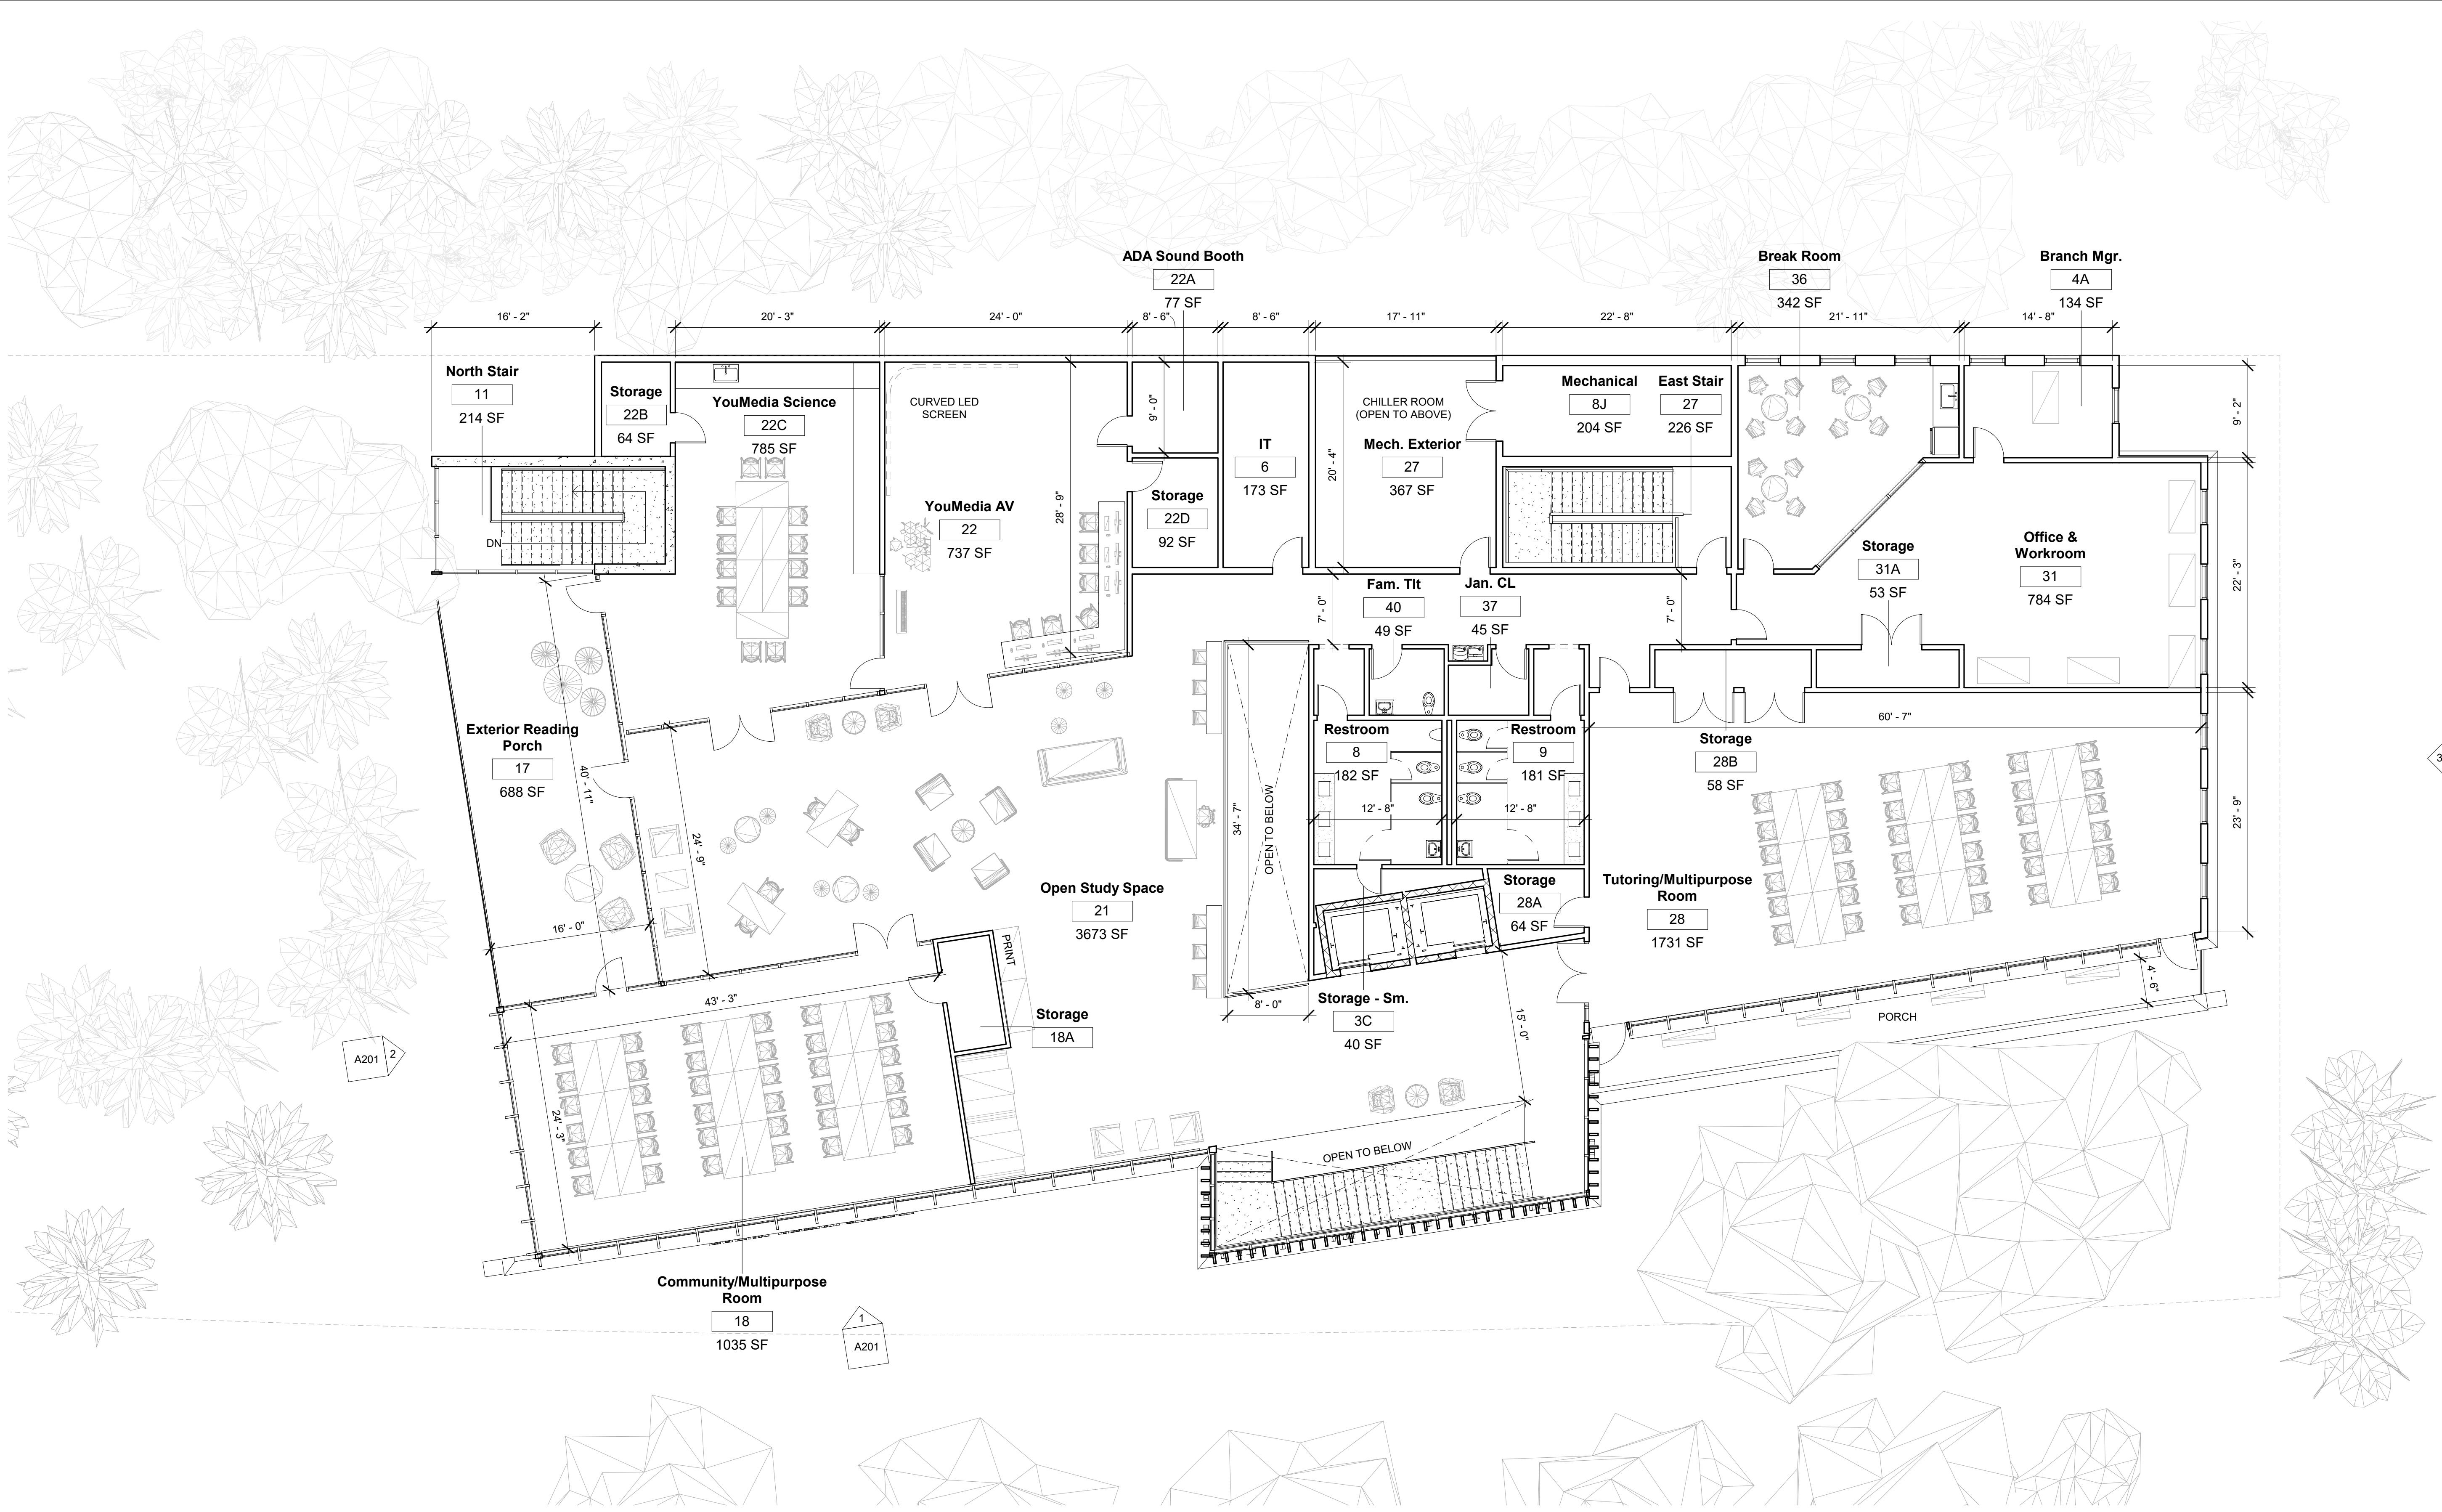 ADA Sound Booth
22A
77 SF
Break Room
36
342 SF
Branch Mgr.
4A
134 SF
16' - 2"
20' - 3"
24' - 0"
8' - 6"
8' - 6"
17' - 11"
22' - 8"
21' - 11"
14' - 8"
North Stair
11
214 SF
Storage
22B
64 SF
YouMedia Science
22C
785 SF
CURVED LED
SCREEN
YouMedia AV
22
737 SF
28' - 9"
9' - 0"
Storage
22D
92 SF
IT
6
173 SF
20' - 4"
CHILLER ROOM
(OPEN TO ABOVE)
Mech. Exterior
27
367 SF
Mechanical
8J
204 SF
East Stair
27
226 SF
9' - 2"
DN
Storage
31A
53 SF
Office &
Workroom
31
784 SF
22' - 3"
7' - 0"
Fam. Tlt
40
49 SF
Jan. CL
37
45 SF
7' - 0"
Exterior Reading
Porch
17
688 SF
40' - 11"
16' - 0"
24' - 9"
34' - 7"
OPEN TO BELOW
Restroom
8
182 SF
12' - 8"
Restroom
9
181 SF
12' - 8"
60' - 7"
Storage
28B
58 SF
3
23' - 9"
Open Study Space
21
3673 SF
Storage
28A
64 SF
Tutoring/Multipurpose
Room
28
1731 SF
PRINT
43' - 3"
Storage
18A
8' - 0"
Storage - Sm.
3C
40 SF
15' - 0"
4' - 6"
PORCH
A201
2
24' - 3"
OPEN TO BELOW
Community/Multipurpose
Room
18
1035 SF
1
A201